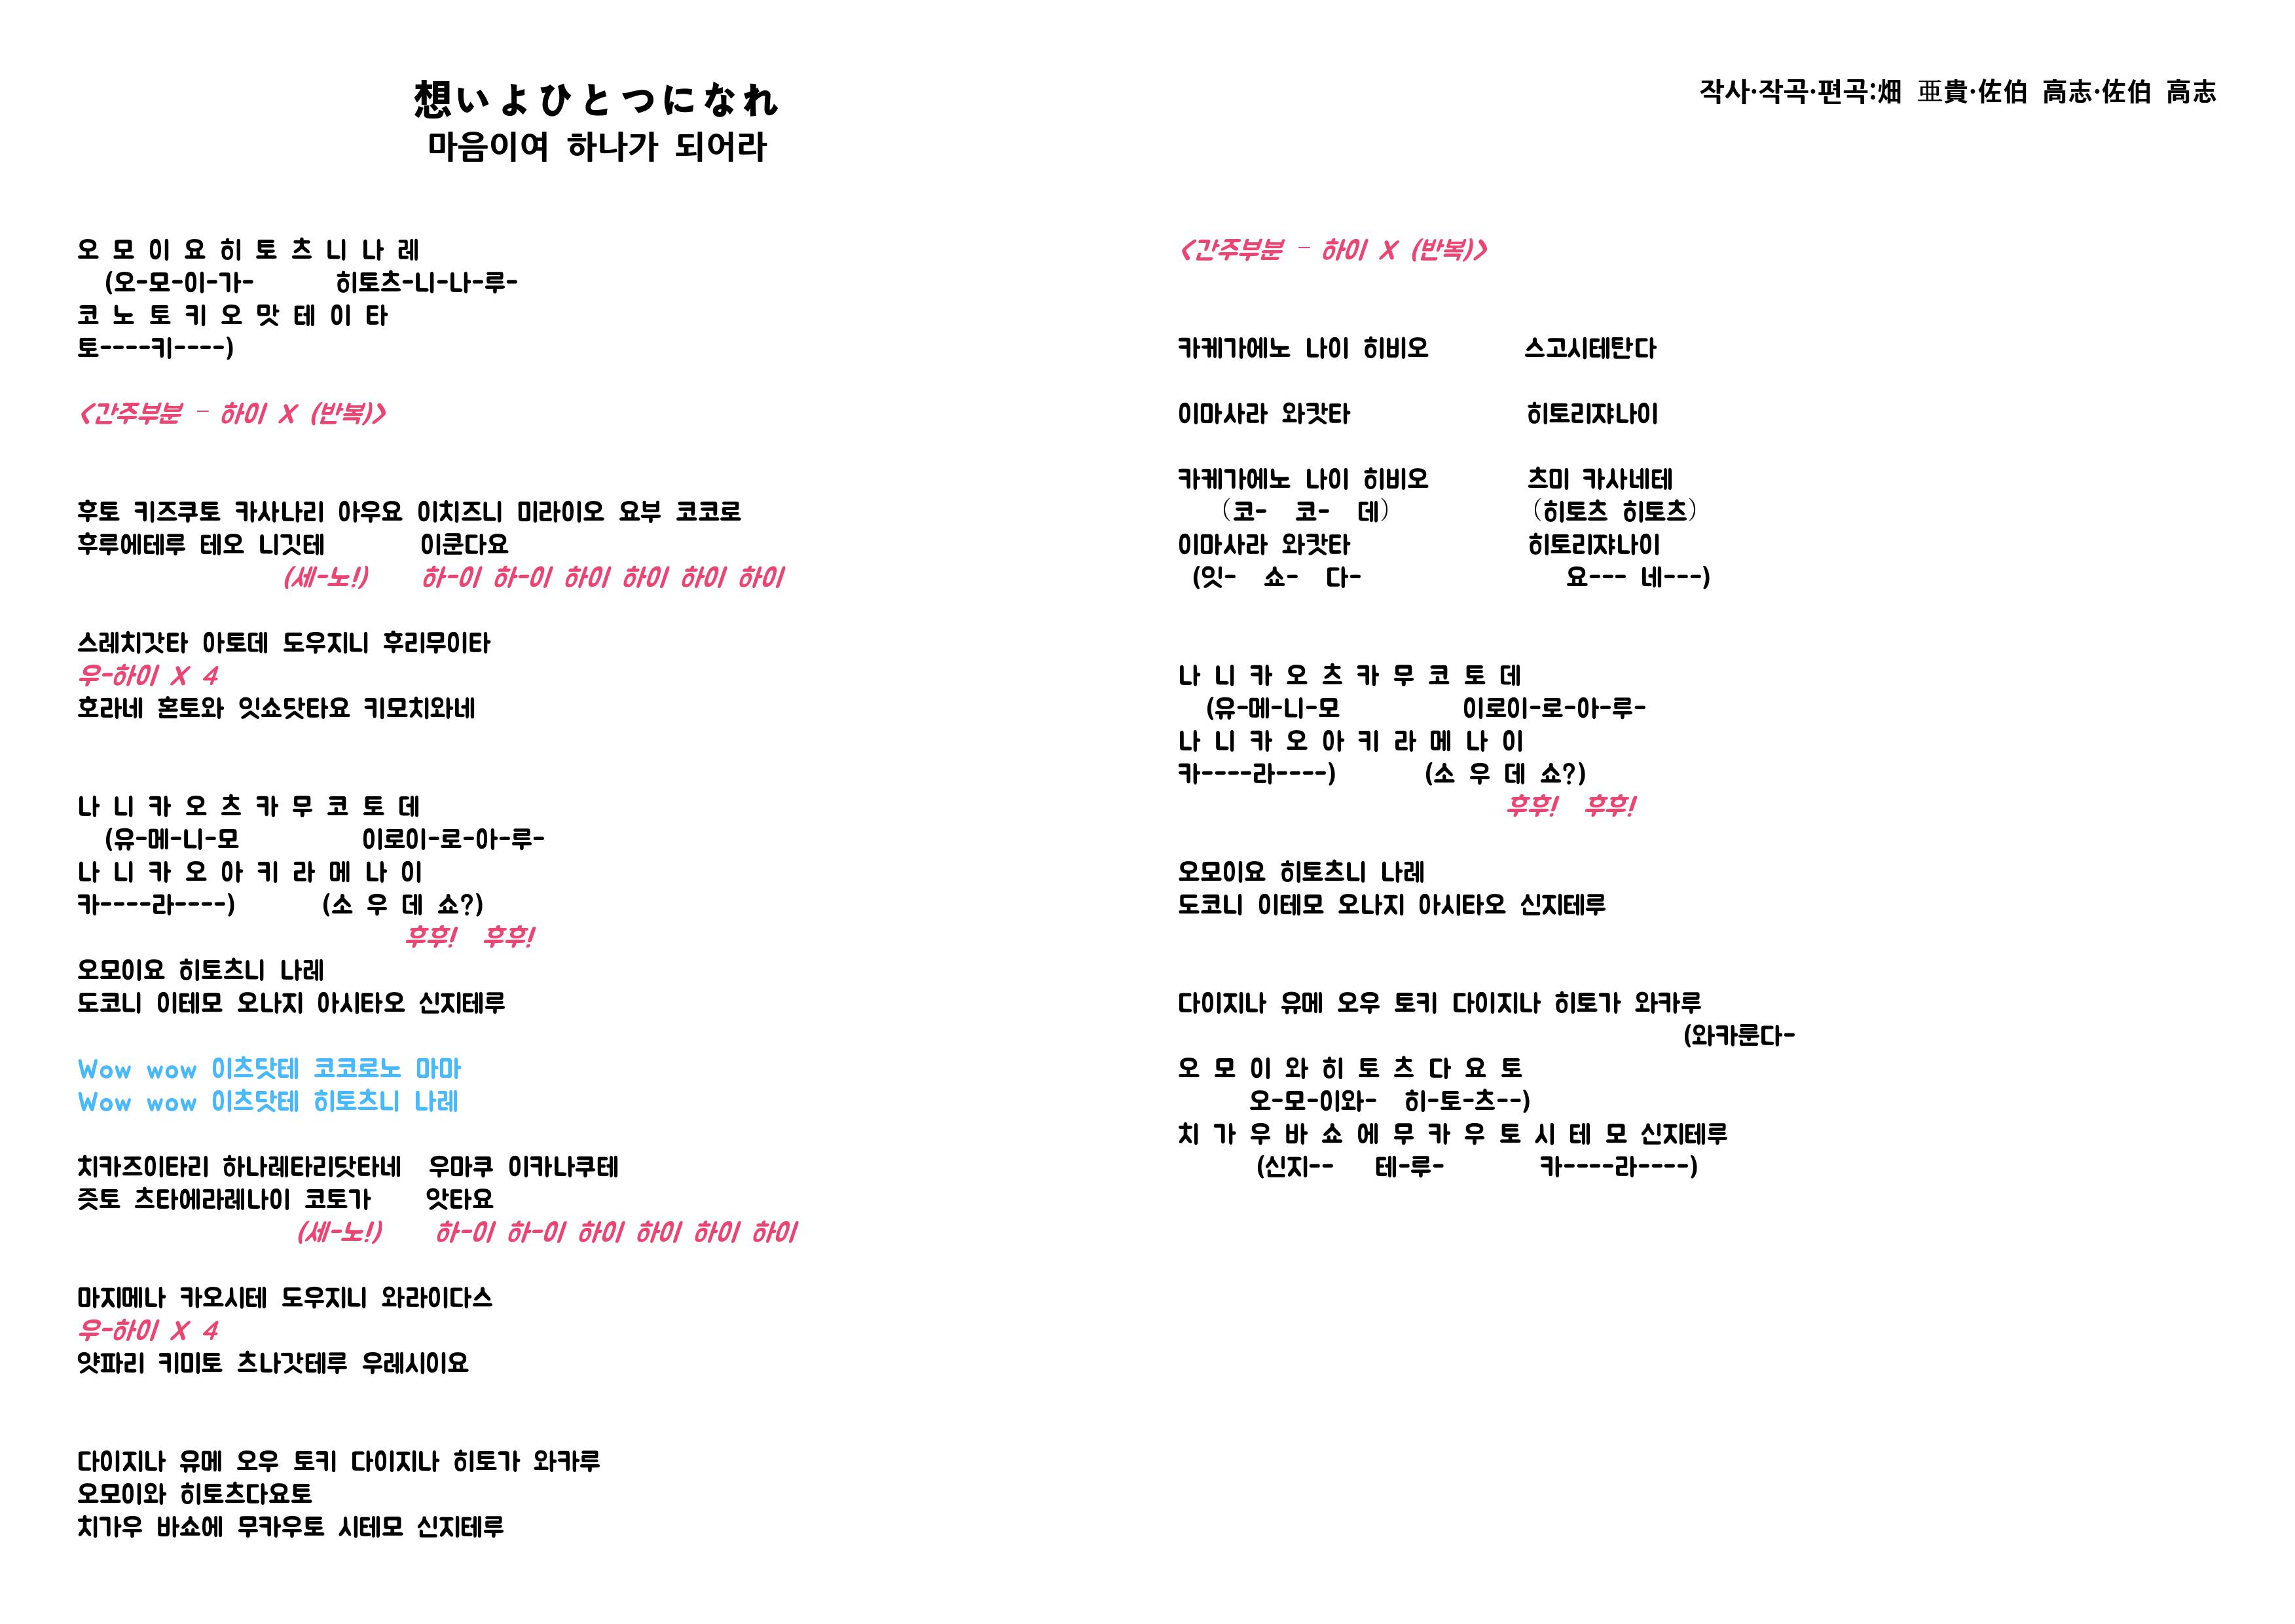 想いよひとつになれ
마음이여 하나가 되어라
작사·작곡·편곡:畑 亜貴·佐伯 高志·佐伯 高志
오 모 이 요 히 토 츠 니 나 레
(오-모-이-가- 히토츠-니-나-루-
코 노 토 키 오 맛 테 이 타
토----키----)
<간주부분 - 하이 X (반복)>
후토 키즈쿠토 카사나리 아우요 이치즈니 미라이오 요부 코코로
후루에테루 테오 니깃테 이쿤다요
(세-노!) 하-이 하-이 하이 하이 하이 하이
스레치갓타 아토데 도우지니 후리무이타
우-하이 X 4
호라네 혼토와 잇쇼닷타요 키모치와네
나 니 카 오 츠 카 무 코 토 데
(유-메-니-모 이로이-로-아-루-
나 니 카 오 아 키 라 메 나 이
카----라----) (소 우 데 쇼?)
후후! 후후!
오모이요 히토츠니 나레
도코니 이테모 오나지 아시타오 신지테루
Wow wow 이츠닷테 코코로노 마마
Wow wow 이츠닷테 히토츠니 나레
치카즈이타리 하나레타리닷타네 우마쿠 이카나쿠테
즛토 츠타에라레나이 코토가 앗타요
(세-노!) 하-이 하-이 하이 하이 하이 하이
마지메나 카오시테 도우지니 와라이다스
우-하이 X 4
얏파리 키미토 츠나갓테루 우레시이요
다이지나 유메 오우 토키 다이지나 히토가 와카루
오모이와 히토츠다요토
치가우 바쇼에 무카우토 시테모 신지테루
<간주부분 - 하이 X (반복)>
카케가에노 나이 히비오 스고시테탄다
이마사라 와캇타 히토리쟈나이
카케가에노 나이 히비오 츠미 카사네테
(코- 코- 데) (히토츠 히토츠)
이마사라 와캇타 히토리쟈나이
(잇- 쇼- 다- 요--- 네---)
나 니 카 오 츠 카 무 코 토 데
(유-메-니-모 이로이-로-아-루-
나 니 카 오 아 키 라 메 나 이
카----라----) (소 우 데 쇼?)
후후! 후후!
오모이요 히토츠니 나레
도코니 이테모 오나지 아시타오 신지테루
다이지나 유메 오우 토키 다이지나 히토가 와카루
(와카룬다-
오 모 이 와 히 토 츠 다 요 토
오-모-이와- 히-토-츠--)
치 가 우 바 쇼 에 무 카 우 토 시 테 모 신지테루
(신지-- 테-루- 카----라----)